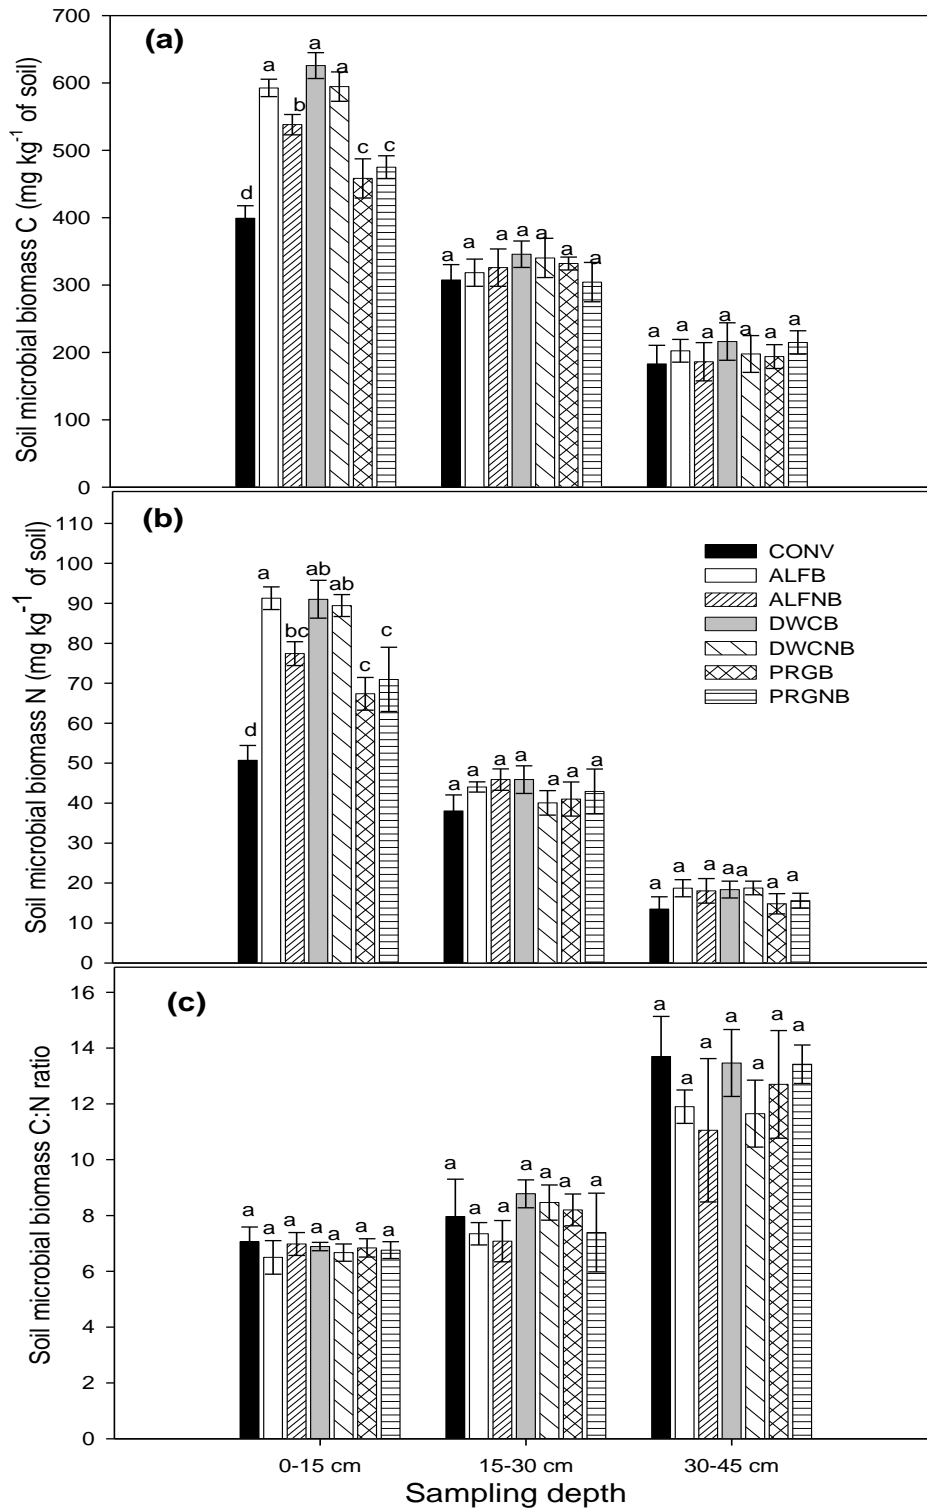 (a)
Soil microbial biomass C (mg kg-1 of soil)
700
600
500
400
300
200
100
0
d a b a a c c
a a a a a a a
a a a a a a a
(b)
Soil microbial biomass N (mg kg-1 of soil)
110
100
90
80
70
60
50
40
30
20
10
0
d a bc ab ab c c
a a a a a a a
a a a a a a a
CONV
ALFB
ALFNB
DWCB
DWCNB
PRGB
PRGNB
(c)
Soil microbial biomass C:N ratio
16
14
12
10
8
6
4
2
0
a a a a a a a
a a a a a a a
a a a a a a a
0-15 cm 15-30 cm 30-45 cm
Sampling depth